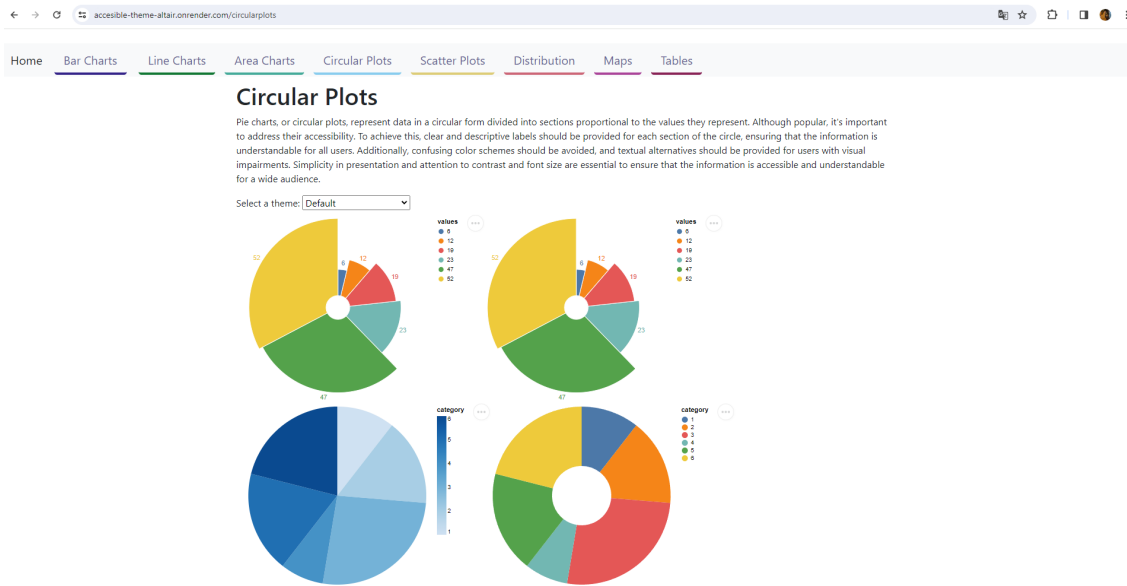 accesible-theme-altair.onrender.com/circularplots
Home Bar Charts Line Charts Area Charts Circular Plots Scatter Plots Distribution Maps Tables
Circular Plots
Pie charts, or circular plots, represent data in a circular form divided into sections proportional to the values they represent. Although popular, it's important
to address their accessibility. To achieve this, clear and descriptive labels should be provided for each section of the circle, ensuring that the information is
understandable for all users. Additionally, confusing color schemes should be avoided, and textual alternatives should be provided for users with visual
impairments. Simplicity in presentation and attention to contrast and font size are essential to ensure that the information is accessible and understandable
for a wide audience.
Select a theme: Default
values
6
12
19
23
47
52
52
6
12
19
23
47
values
6
12
19
23
47
52
52
6
12
19
23
47
category
6
5
4
3
2
1
category
1
2
3
4
5
6